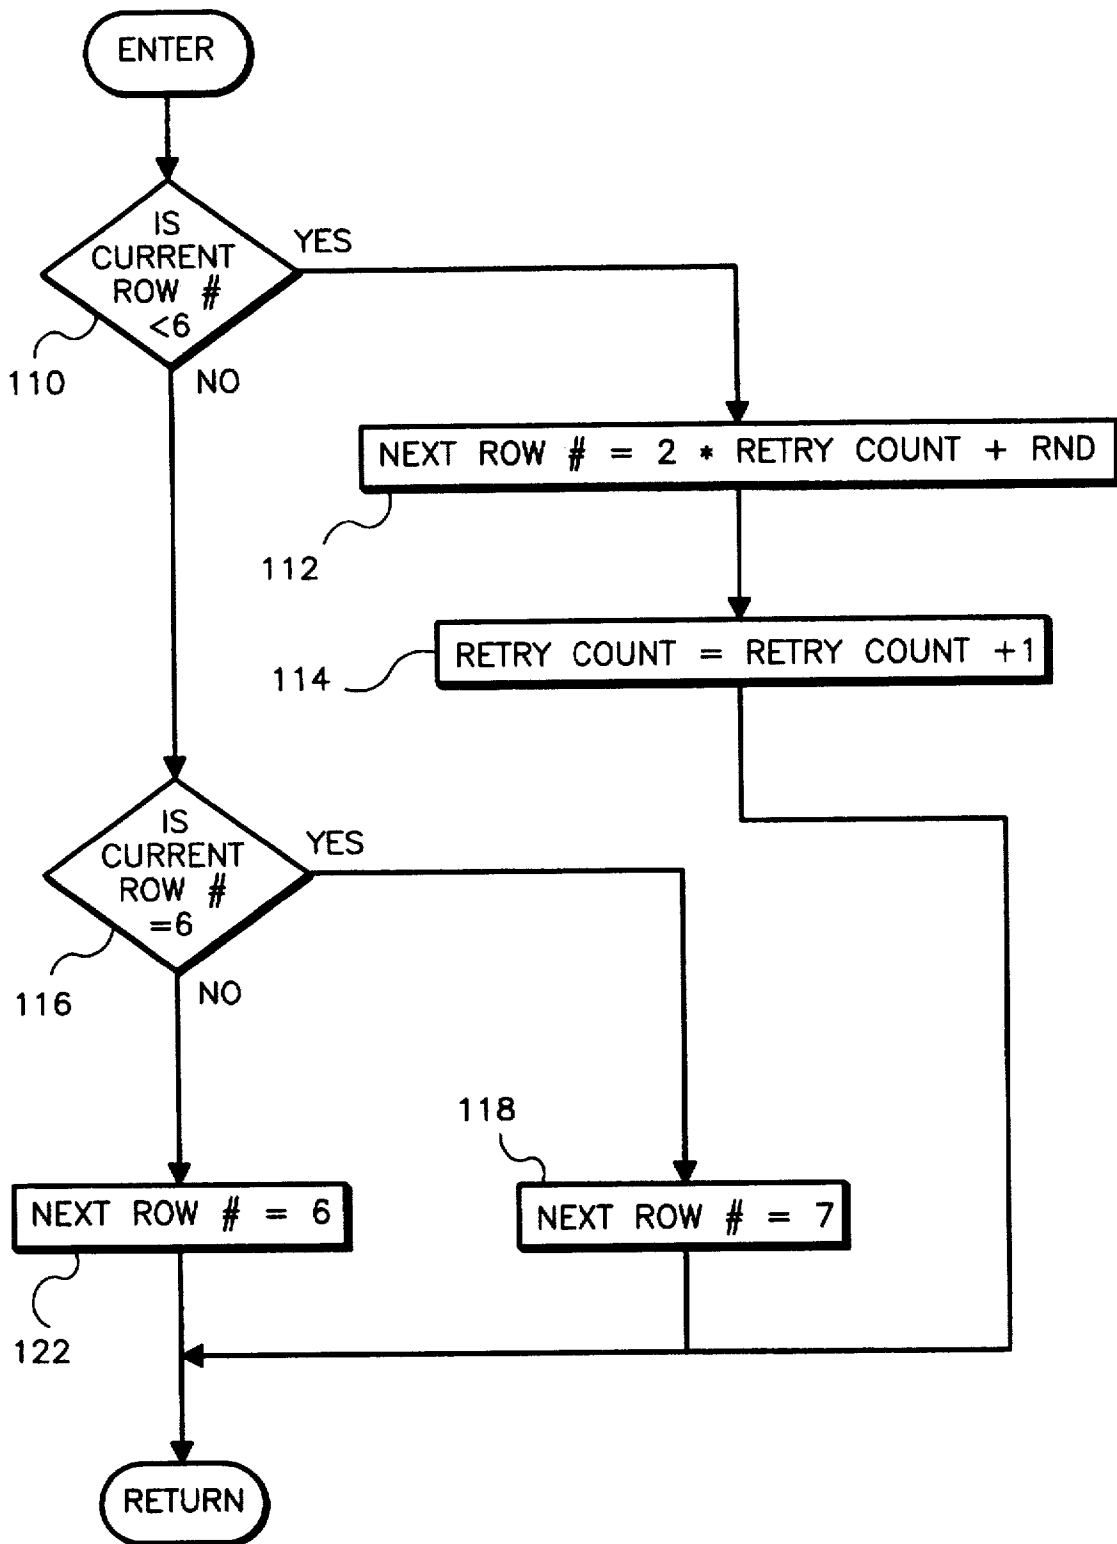 ENTER
IS
CURRENT
ROW #
<6
YES
110
NO
NEXT ROW # = 2 * RETRY COUNT + RND
112
RETRY COUNT = RETRY COUNT +1
114
IS
CURRENT
ROW #
=6
YES
116
NO
118
NEXT ROW # = 6
NEXT ROW # = 7
122
RETURN